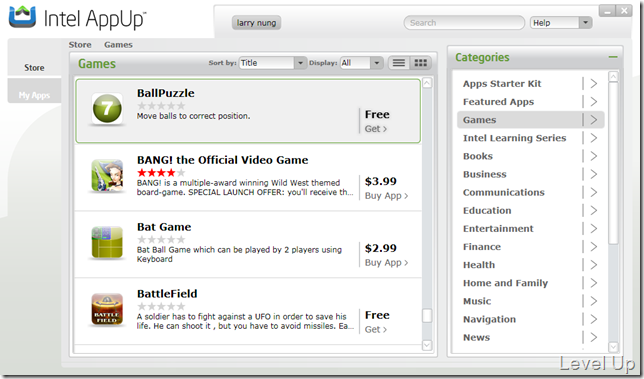 Intel AppUp™
larry nung
Search
Help
Store
My Apps
Store Games
Games
Sort by: Title Display: All
7
BallPuzzle
Move balls to correct position.
Free
Get >
BANG! the Official Video Game
BANG! is a multiple-award winning Wild West themed
board-game. SPECIAL LAUNCH OFFER: you'll receive th...
$3.99
Buy App >
Bat Game
Bat Ball Game which can be played by 2 players using
Keyboard
$2.99
Buy App >
BattleField
BATTLE
FIELD
A soldier has to fight against a UFO in order to save his
life. He can shoot it , but you have to avoid missiles. Ea...
Free
Get >
Categories
Apps Starter Kit
Featured Apps
Games
Intel Learning Series
Books
Business
Communications
Education
Entertainment
Finance
Health
Home and Family
Music
Navigation
News
Level Up